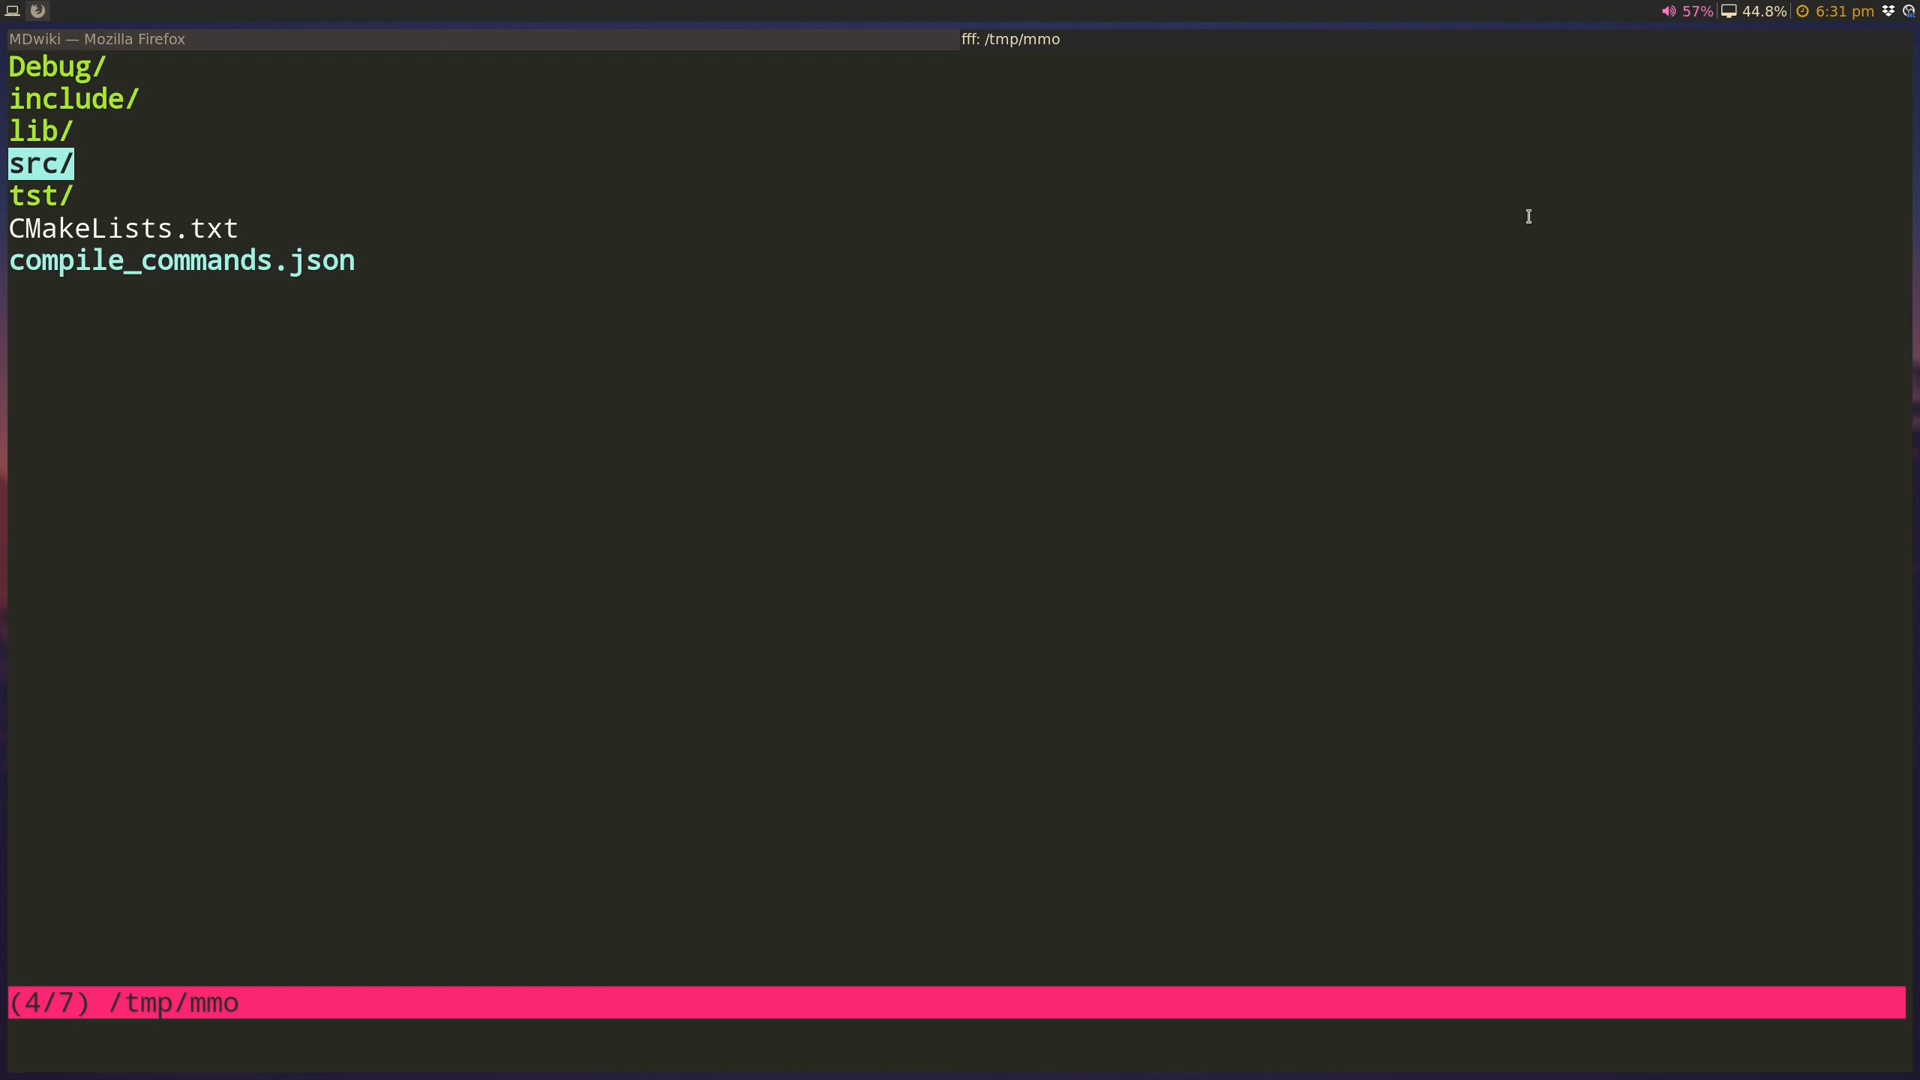 57% 44.8% 6:31 pm
MDwiki — Mozilla Firefox fff: /tmp/mmo
Debug/
include/
lib/
src/
tst/
CMakeLists.txt
compile_commands.json
(4/7) /tmp/mmo